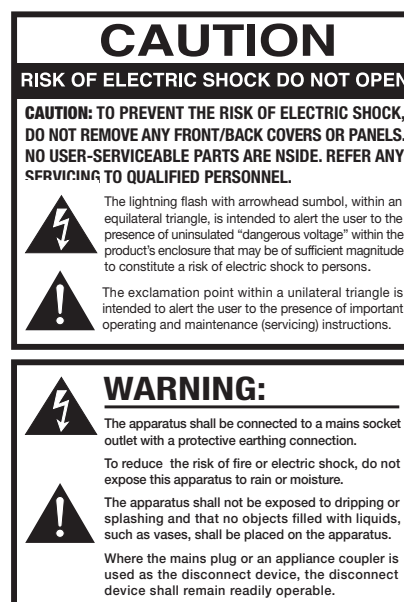 CAUTION
RISK OF ELECTRIC SHOCK DO NOT OPEN
CAUTION: TO PREVENT THE RISK OF ELECTRIC SHOCK,
DO NOT REMOVE ANY FRONT/BACK COVERS OR PANELS.
NO USER-SERVICEABLE PARTS ARE NSIDE. REFER ANY
SERVICING TO QUALIFIED PERSONNEL.
The lightning flash with arrowhead sumbol, within an
equilateral triangle, is intended to alert the user to the
presence of uninsulated “dangerous voltage” within the
product’s enclosure that may be of sufficient magnitude
to constitute a risk of electric shock to persons.
The exclamation point within a unilateral triangle is
intended to alert the user to the presence of important
operating and maintenance (servicing) instructions.
WARNING:
The apparatus shall be connected to a mains socket
outlet with a protective earthing connection.
To reduce the risk of fire or electric shock, do not
expose this apparatus to rain or moisture.
The apparatus shall not be exposed to dripping or
splashing and that no objects filled with liquids,
such as vases, shall be placed on the apparatus.
Where the mains plug or an appliance coupler is
used as the disconnect device, the disconnect
device shall remain readily operable.